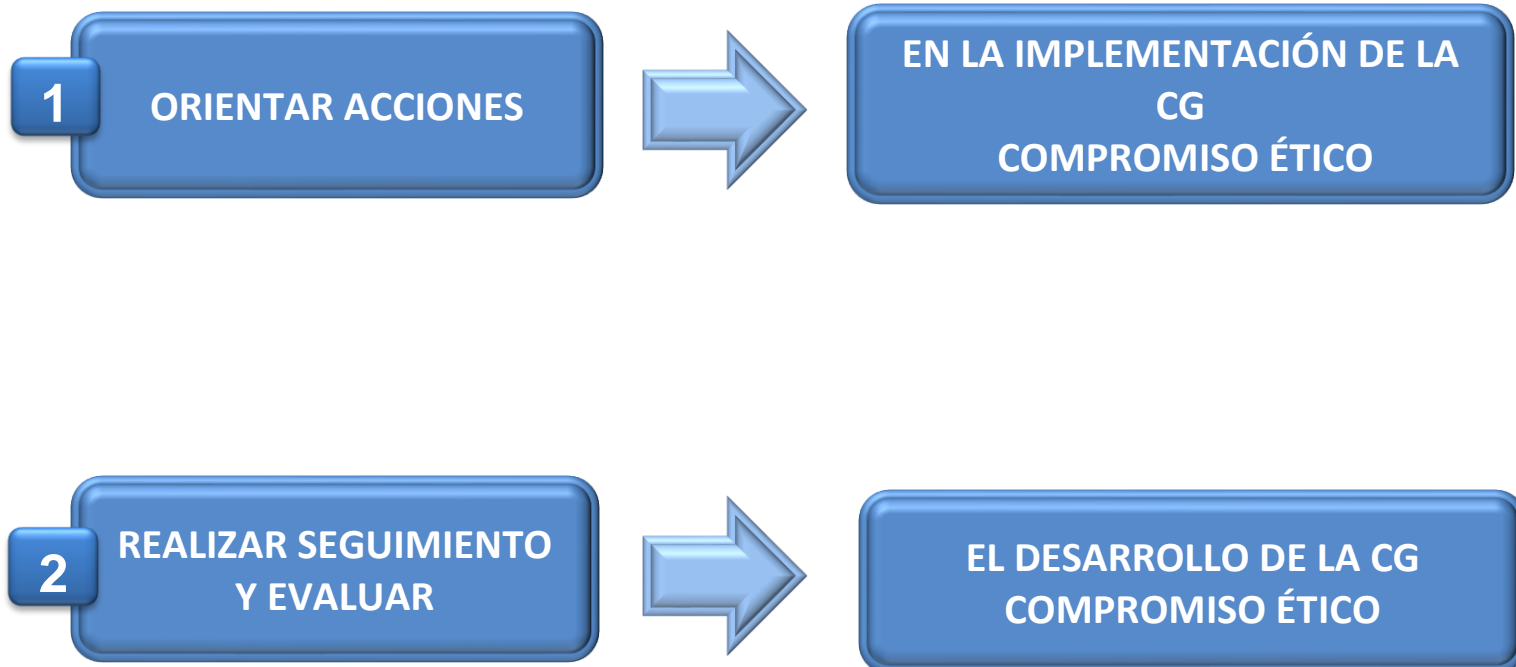 1
ORIENTAR ACCIONES
EN LA IMPLEMENTACIÓN DE LA
CG
COMPROMISO ÉTICO
2
REALIZAR SEGUIMIENTO
Y EVALUAR
EL DESARROLLO DE LA CG
COMPROMISO ÉTICO